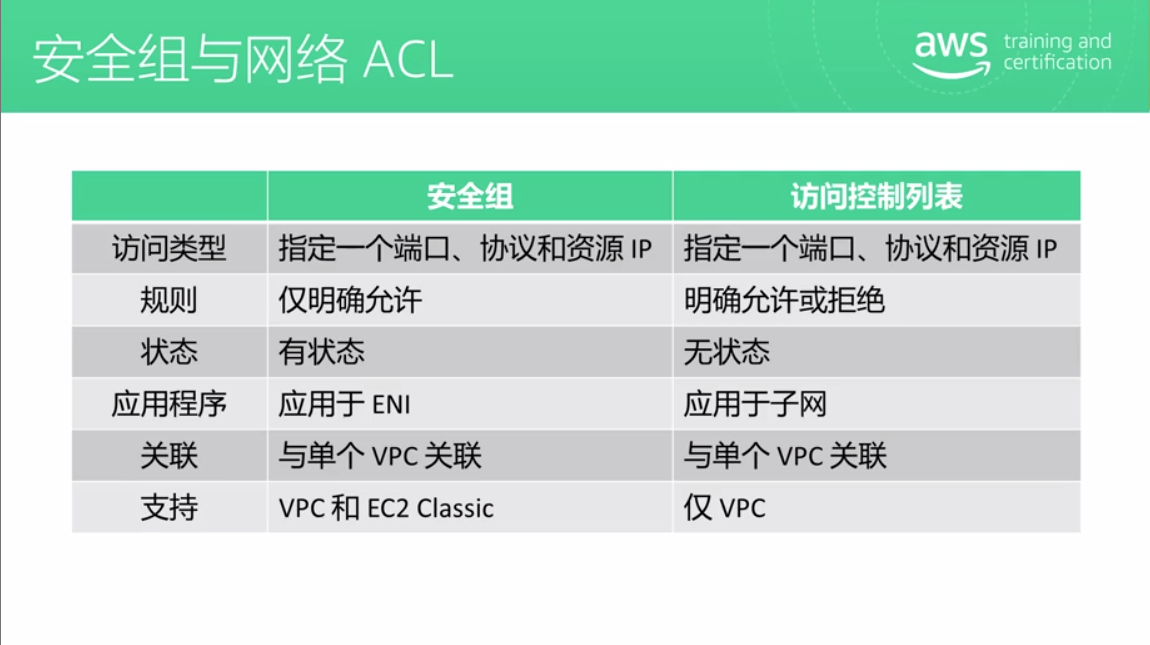 安全组与网络 ACL
aws training and
certification
安全组 访问控制列表
访问类型 指定一个端口、协议和资源 IP 指定一个端口、协议和资源 IP
规则 仅明确允许 明确允许或拒绝
状态 有状态 无状态
应用程序 应用于 ENI 应用于子网
关联 与单个 VPC 关联 与单个 VPC 关联
支持 VPC 和 EC2 Classic 仅 VPC